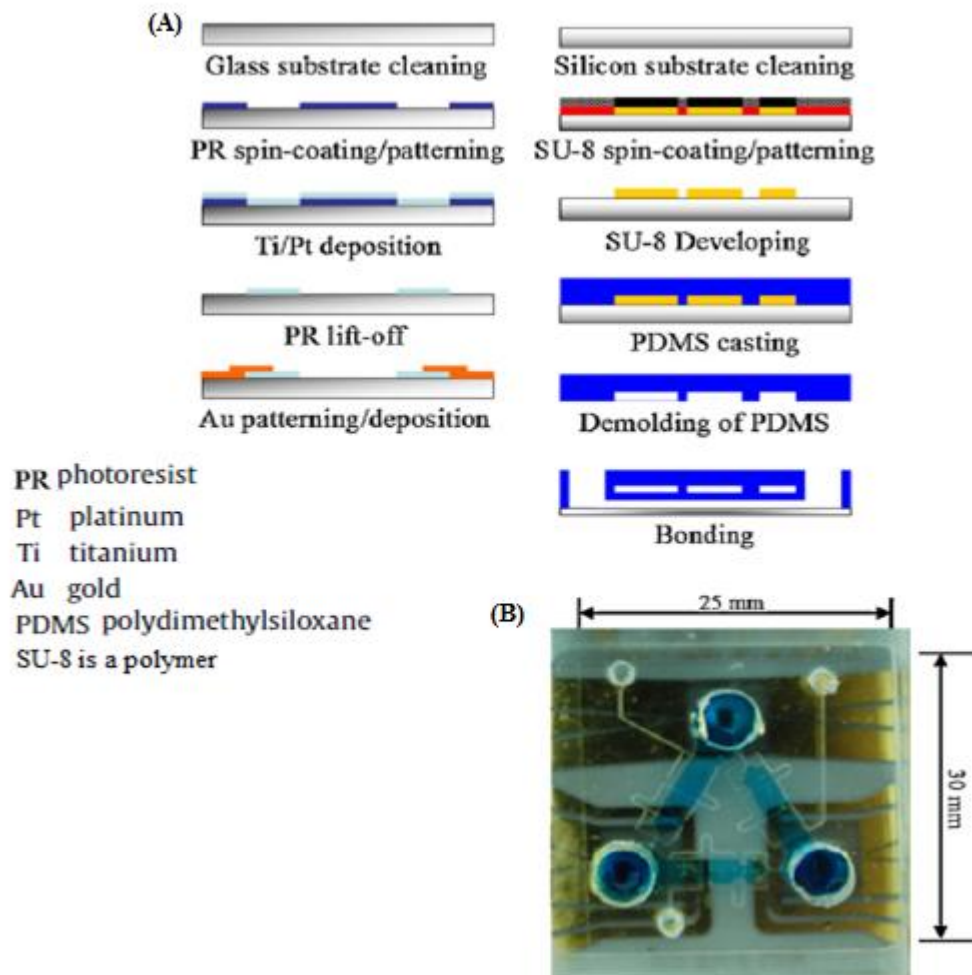 (A)
Glass substrate cleaning
PR spin-coating/patterning
Ti/Pt deposition
PR lift-off
Au patterning/deposition
Silicon substrate cleaning
SU-8 spin-coating/patterning
SU-8 Developing
PDMS casting
Demolding of PDMS
Bonding
PR photoresist
Pt platinum
Ti titanium
Au gold
PDMS polydimethylsiloxane
SU-8 is a polymer
(B)
25 mm
30 mm